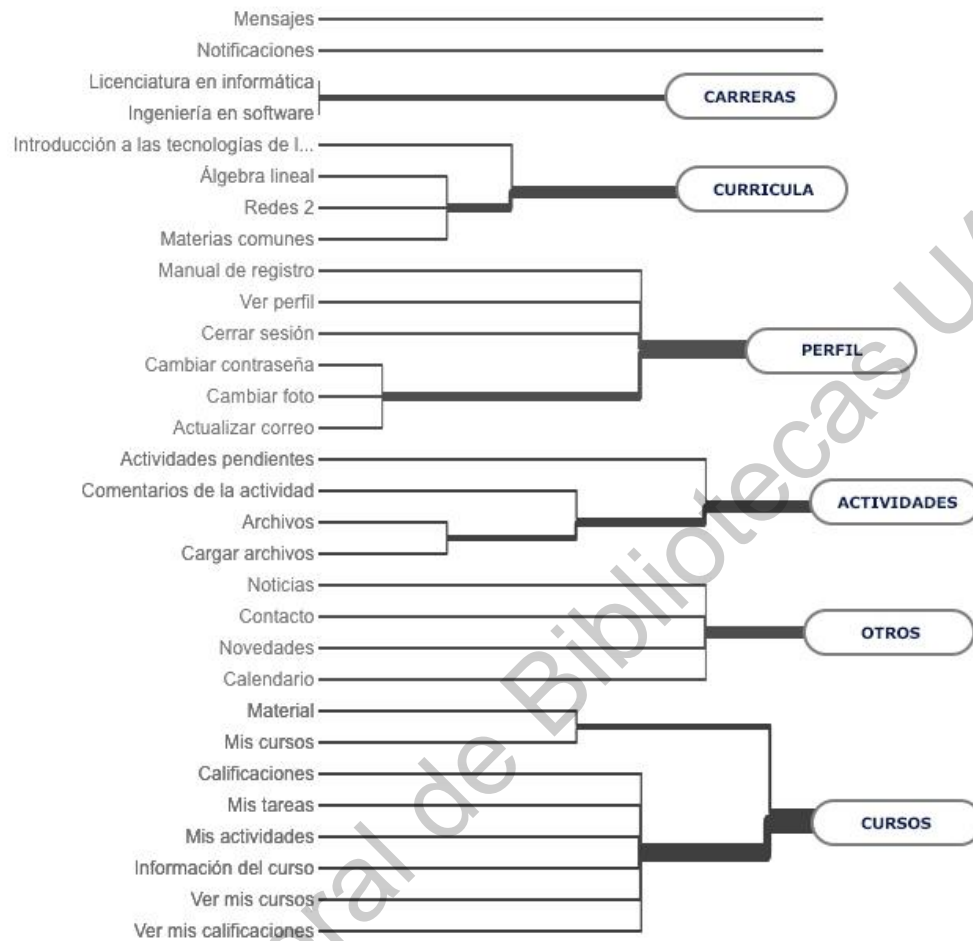 Mensajes
Notificaciones
Licenciatura en informática
CARRERAS
Ingeniería en software
Introducción a las tecnologías de l...
Álgebra lineal
CURRICULA
Redes 2
Materias comunes
Manual de registro
Ver perfil
Cerrar sesión
PERFIL
Cambiar contraseña
Cambiar foto
Actualizar correo
Actividades pendientes
Comentarios de la actividad
ACTIVIDADES
Archivos
Cargar archivos
Noticias
Contacto
OTROS
Novedades
Calendario
Material
Mis cursos
Calificaciones
Mis tareas
CURSOS
Mis actividades
Información del curso
Ver mis cursos
Ver mis calificaciones
de Bibliotecas